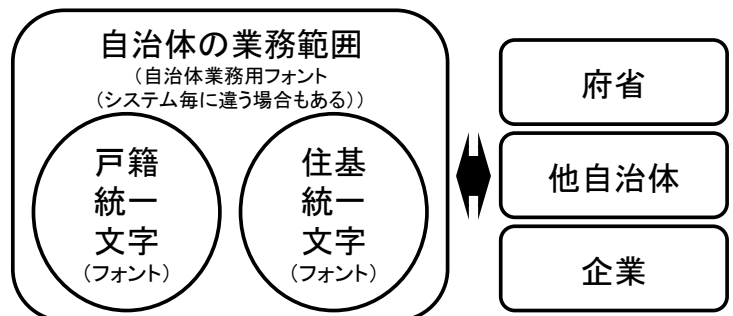 自治体の業務範囲
（自治体業務用フォント
（システム毎に違う場合もある））
戸籍
統一
文字
（フォント）
住基
統一
文字
（フォント）
府省
他自治体
企業